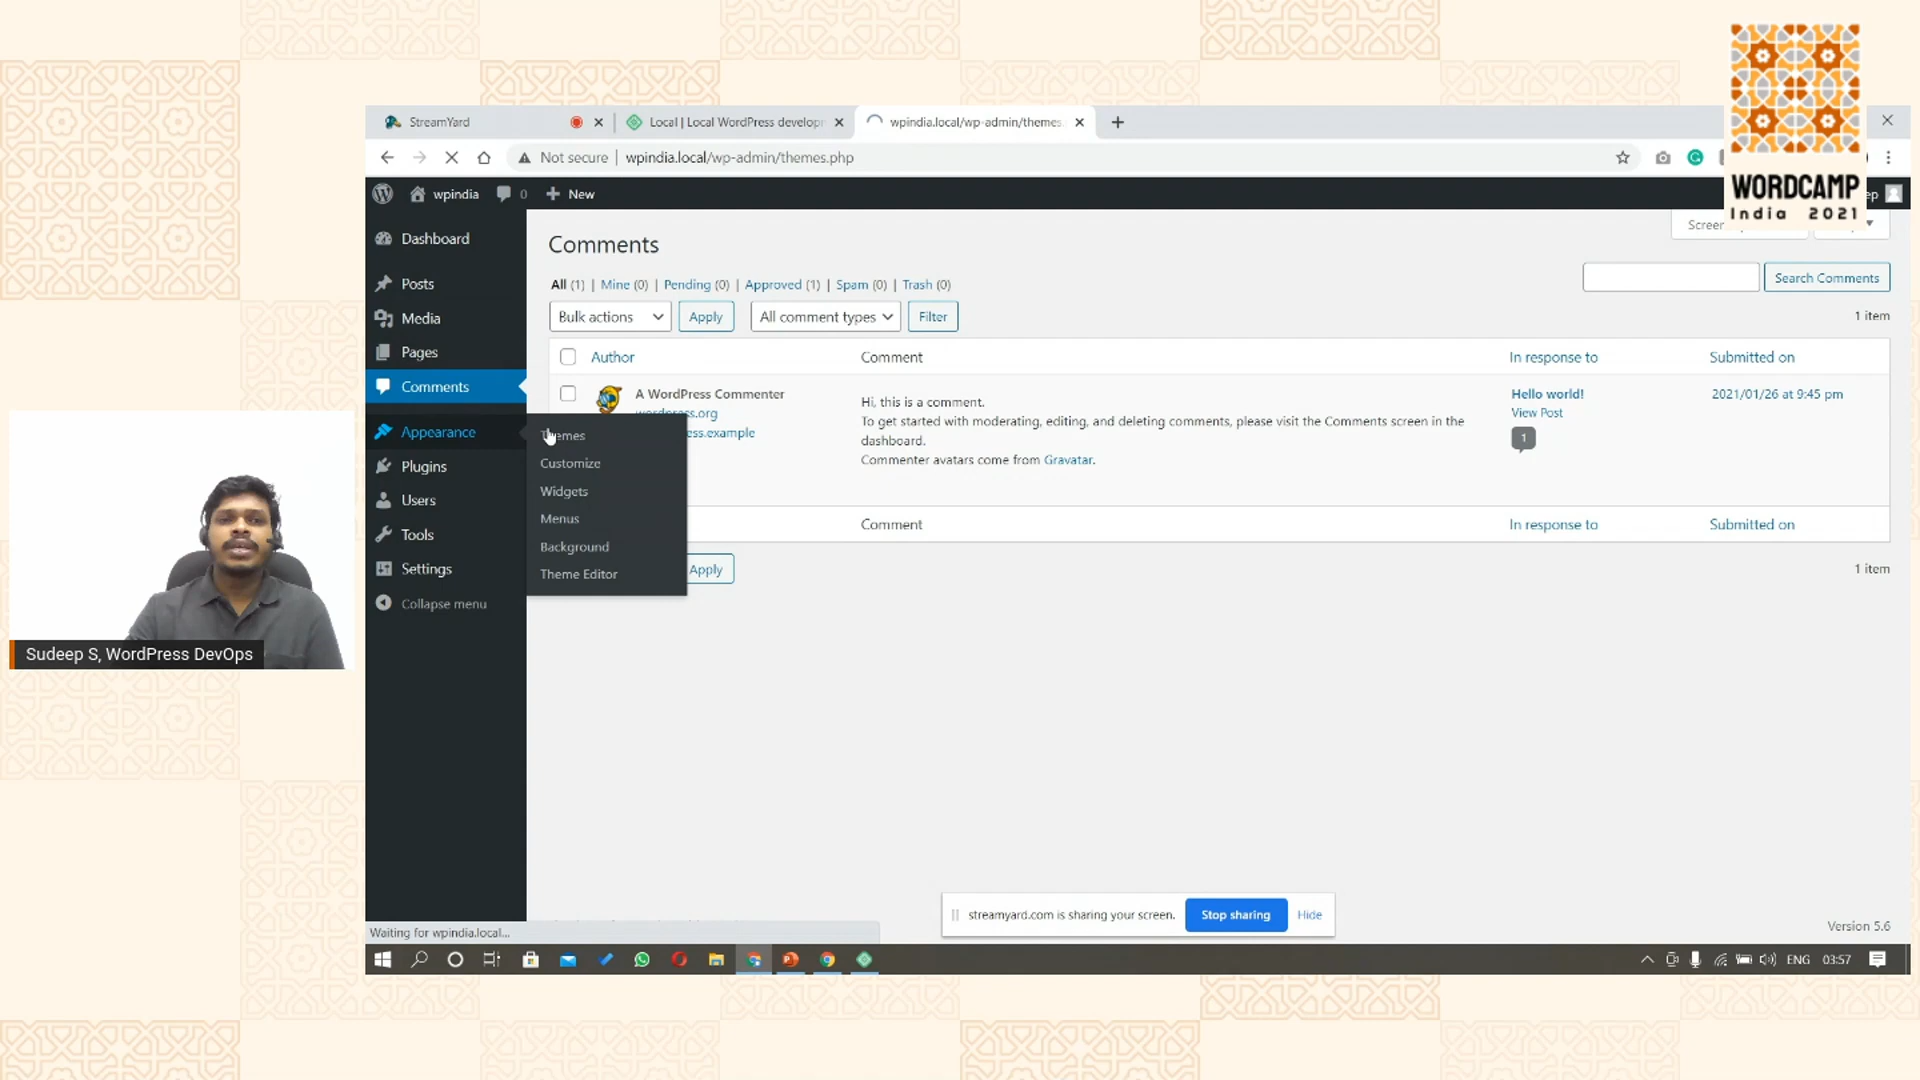 WORDCAMP
India 2021
StreamYard
Local | Local WordPress develop
wpindia.local/wp-admin/themes.
Not secure | wpindia.local/wp-admin/themes.php
wpindia
0
New
Dashboard
Posts
Media
Pages
Comments
Appearance
Plugins
Users
Tools
Settings
Collapse menu
Themes
Customize
Widgets
Menus
Background
Theme Editor
Comments
All (1) | Mine (0) | Pending (0) | Approved (1) | Spam (0) | Trash (0)
Search Comments
Bulk actions
Apply
All comment types
Filter
1 item
Author
Comment
In response to
Submitted on
A WordPress Commenter
wordpress.org
ess.example
Hi, this is a comment.
To get started with moderating, editing, and deleting comments, please visit the Comments screen in the
dashboard.
Commenter avatars come from Gravatar.
Hello world!
View Post
1
2021/01/26 at 9:45 pm
Comment
In response to
Submitted on
Apply
1 item
Sudeep S, WordPress DevOps
streamyard.com is sharing your screen.
Stop sharing
Hide
Version 5.6
Waiting for wpindia.local...
ENG
03:57